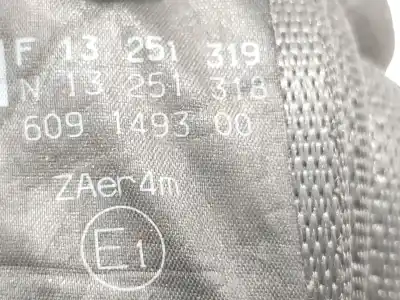 F 13 251 319
N 13 251 318
609 1493 00
ZAer4m
E1